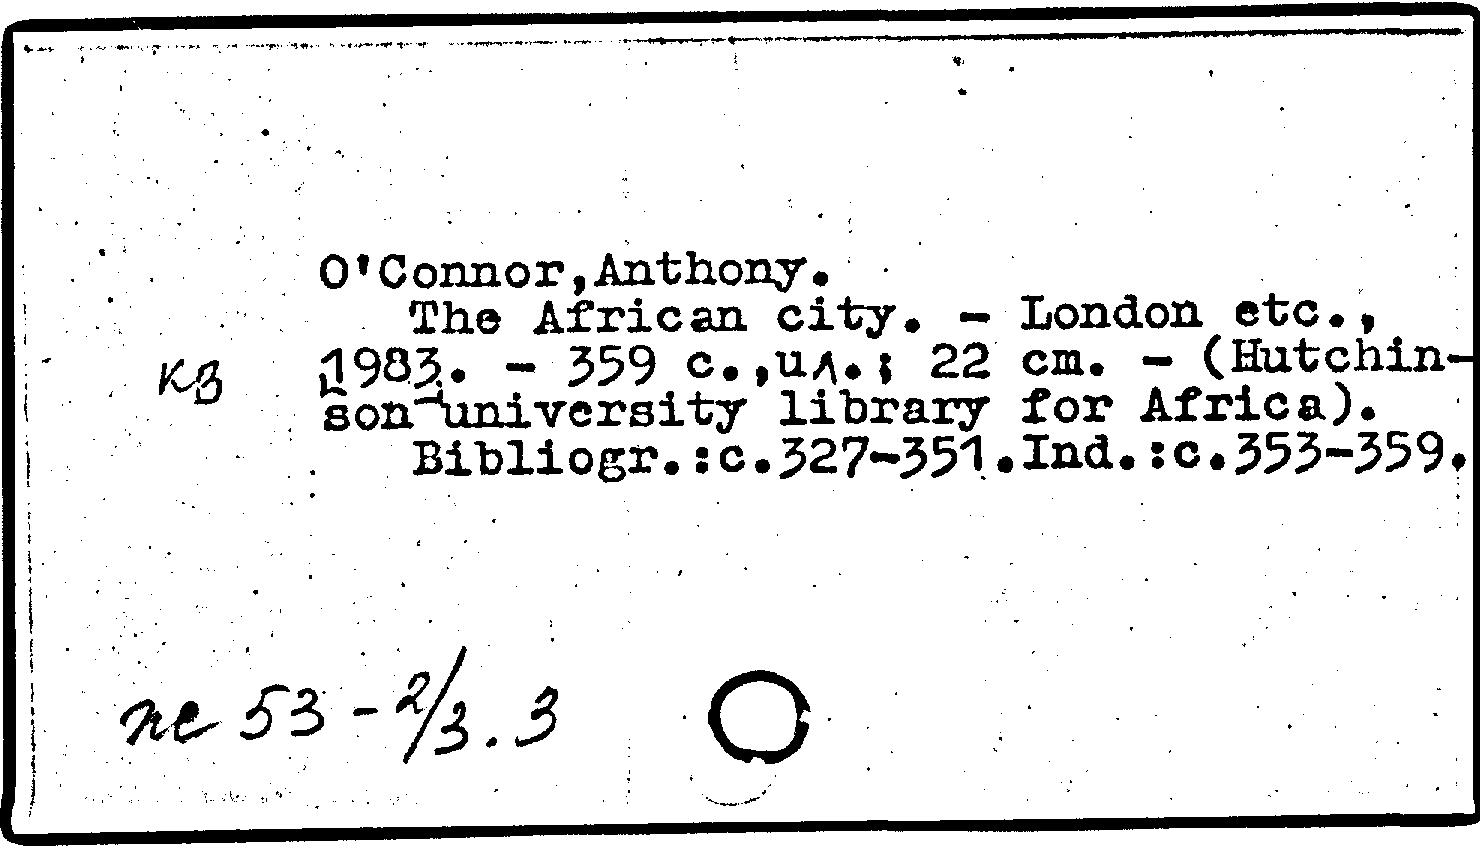 O'Connor,Anthony.
The African city. – London etc.,
кв 1983. – 359 с.,ил.; 22 cm. – (Hutchin-
son university library for Africa).
Bibliogr.:с.327-351.Ind.:с.353-359.
53-2/3.3